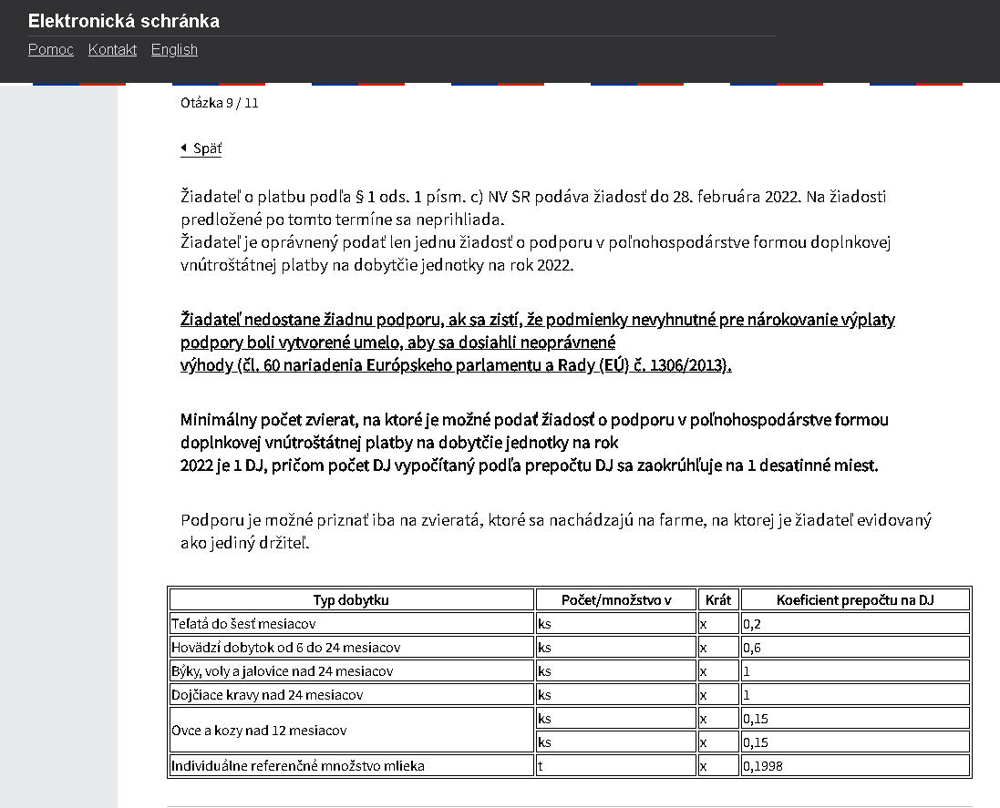 Elektronická schránka
Pomoc Kontakt English
Otázka 9 / 11
Späť
Žiadateľ o platbu podľa § 1 ods. 1 písm. c) NV SR podáva žiadosť do 28. februára 2022. Na žiadosti
predložené po tomto termíne sa neprihliada.
Žiadateľ je oprávnený podať len jednu žiadosť o podporu v poľnohospodárstve formou doplnkovej
vnútroštátnej platby na dobytčie jednotky na rok 2022.
Žiadateľ nedostane žiadnu podporu, ak sa zistí, že podmienky nevyhnutné pre nárokovanie výplaty
podpory boli vytvorené umelo, aby sa dosiahli neoprávnené
výhody (čl. 60 nariadenia Európskeho parlamentu a Rady (EÚ) č. 1306/2013).
Minimálny počet zvierat, na ktoré je možné podať žiadosť o podporu v poľnohospodárstve formou
doplnkovej vnútroštátnej platby na dobytčie jednotky na rok
2022 je 1 DJ, pričom počet DJ vypočítaný podľa prepočtu DJ sa zaokrúhľuje na 1 desatinné miest.
Podporu je možné priznať iba na zvieratá, ktoré sa nachádzajú na farme, na ktorej je žiadateľ evidovaný
ako jediný držiteľ.
Typ dobytku Počet/množstvo v Krát Koeficient prepočtu na DJ
Teľatá do šesť mesiacov ks x 0,2
Hovädzí dobytok od 6 do 24 mesiacov ks x 0,6
Býky, voly a jalovice nad 24 mesiacov ks x 1
Dojčiace kravy nad 24 mesiacov ks x 1
Ovce a kozy nad 12 mesiacov ks x 0,15
ks x 0,15
Individuálne referenčné množstvo mlieka t x 0,1998